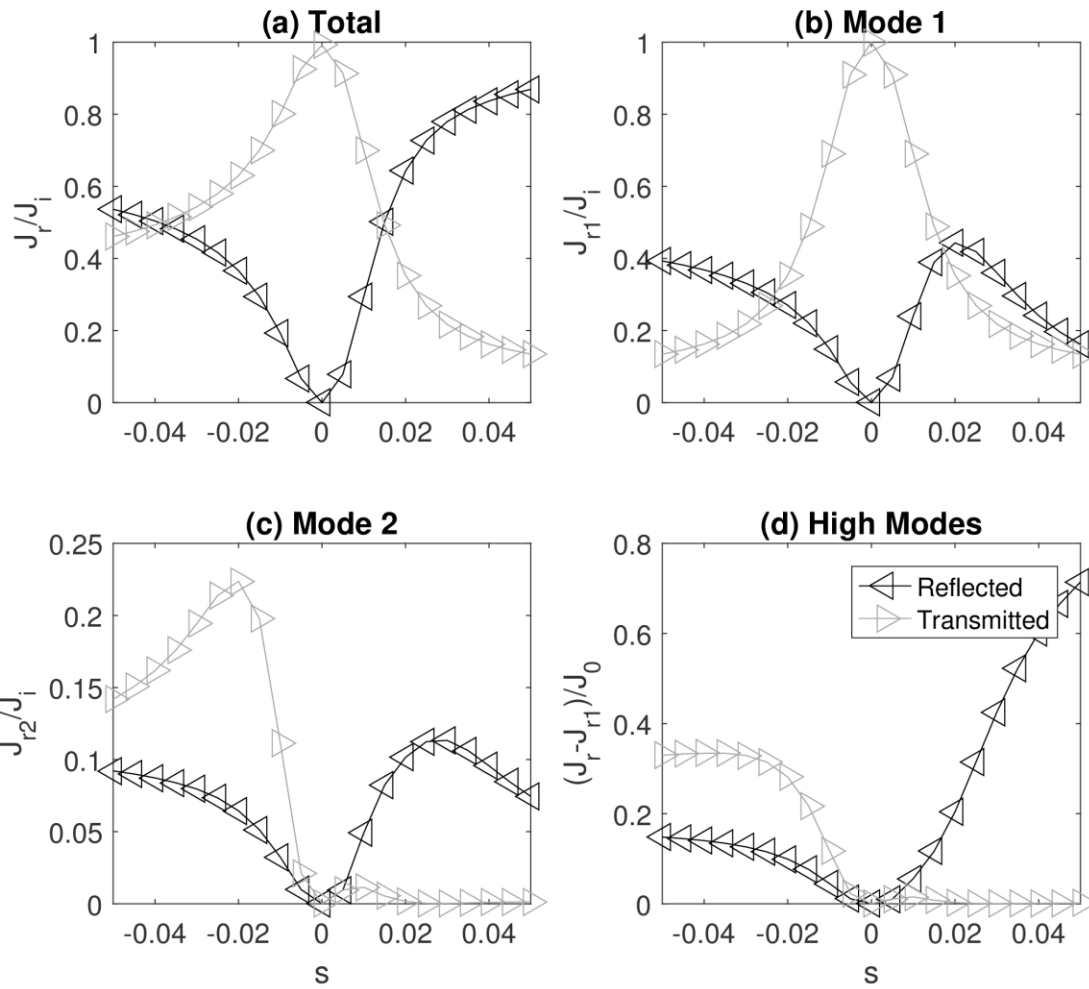 (a) Total
1
0.8
0.6
0.4
0.2
0
J_r/J_i
-0.04 -0.02 0 0.02 0.04
(b) Mode 1
1
0.8
0.6
0.4
0.2
0
J_r1/J_i
-0.04 -0.02 0 0.02 0.04
(c) Mode 2
0.25
0.2
0.15
0.1
0.05
0
J_r2/J_i
-0.04 -0.02 0 0.02 0.04
s
(d) High Modes
0.8
0.6
0.4
0.2
0
(J_r-J_r1)/J_0
Reflected
Transmitted
-0.04 -0.02 0 0.02 0.04
s